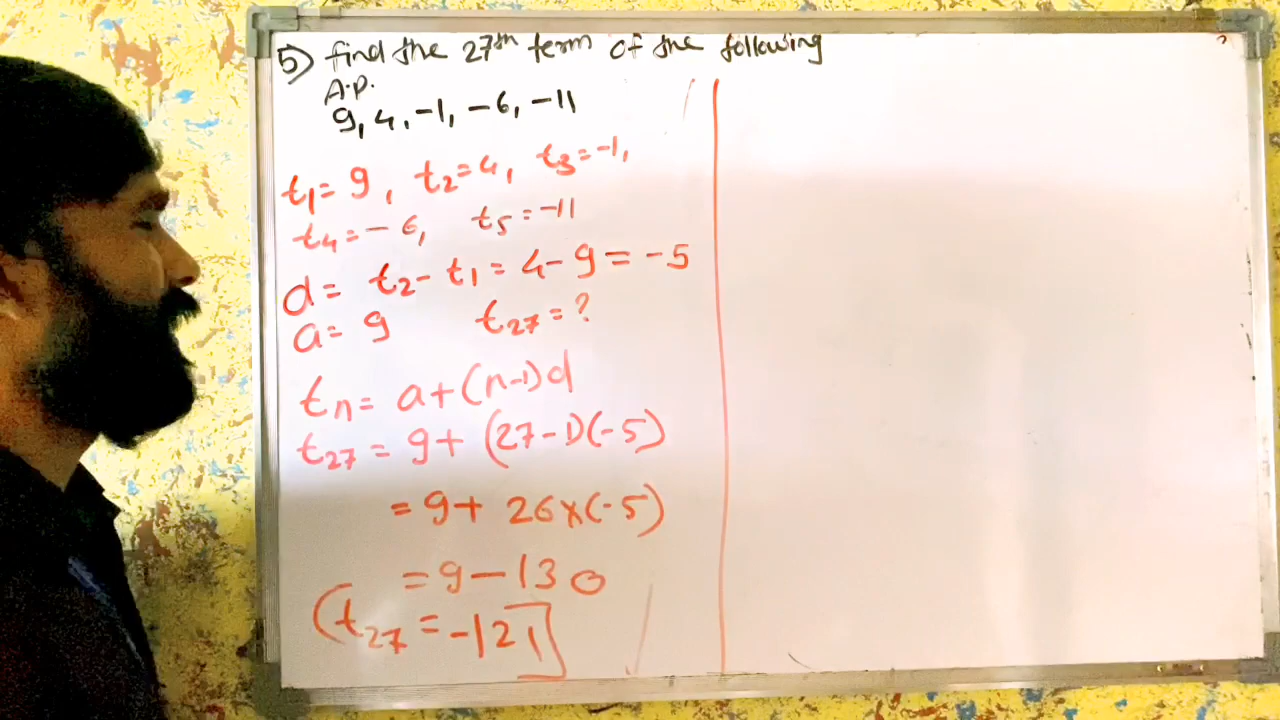 5) find the 27th term of the following
A.P.
9, 4, -1, -6, -11
t1 = 9, t2 = 4, t3 = -1,
t4 = -6, t5 = -11
d = t2 - t1 = 4 - 9 = -5
a = 9 t27 = ?
tn = a + (n-1)d
t27 = 9 + (27-1)(-5)
= 9 + 26 x (-5)
= 9 - 130
(t27 = -121]